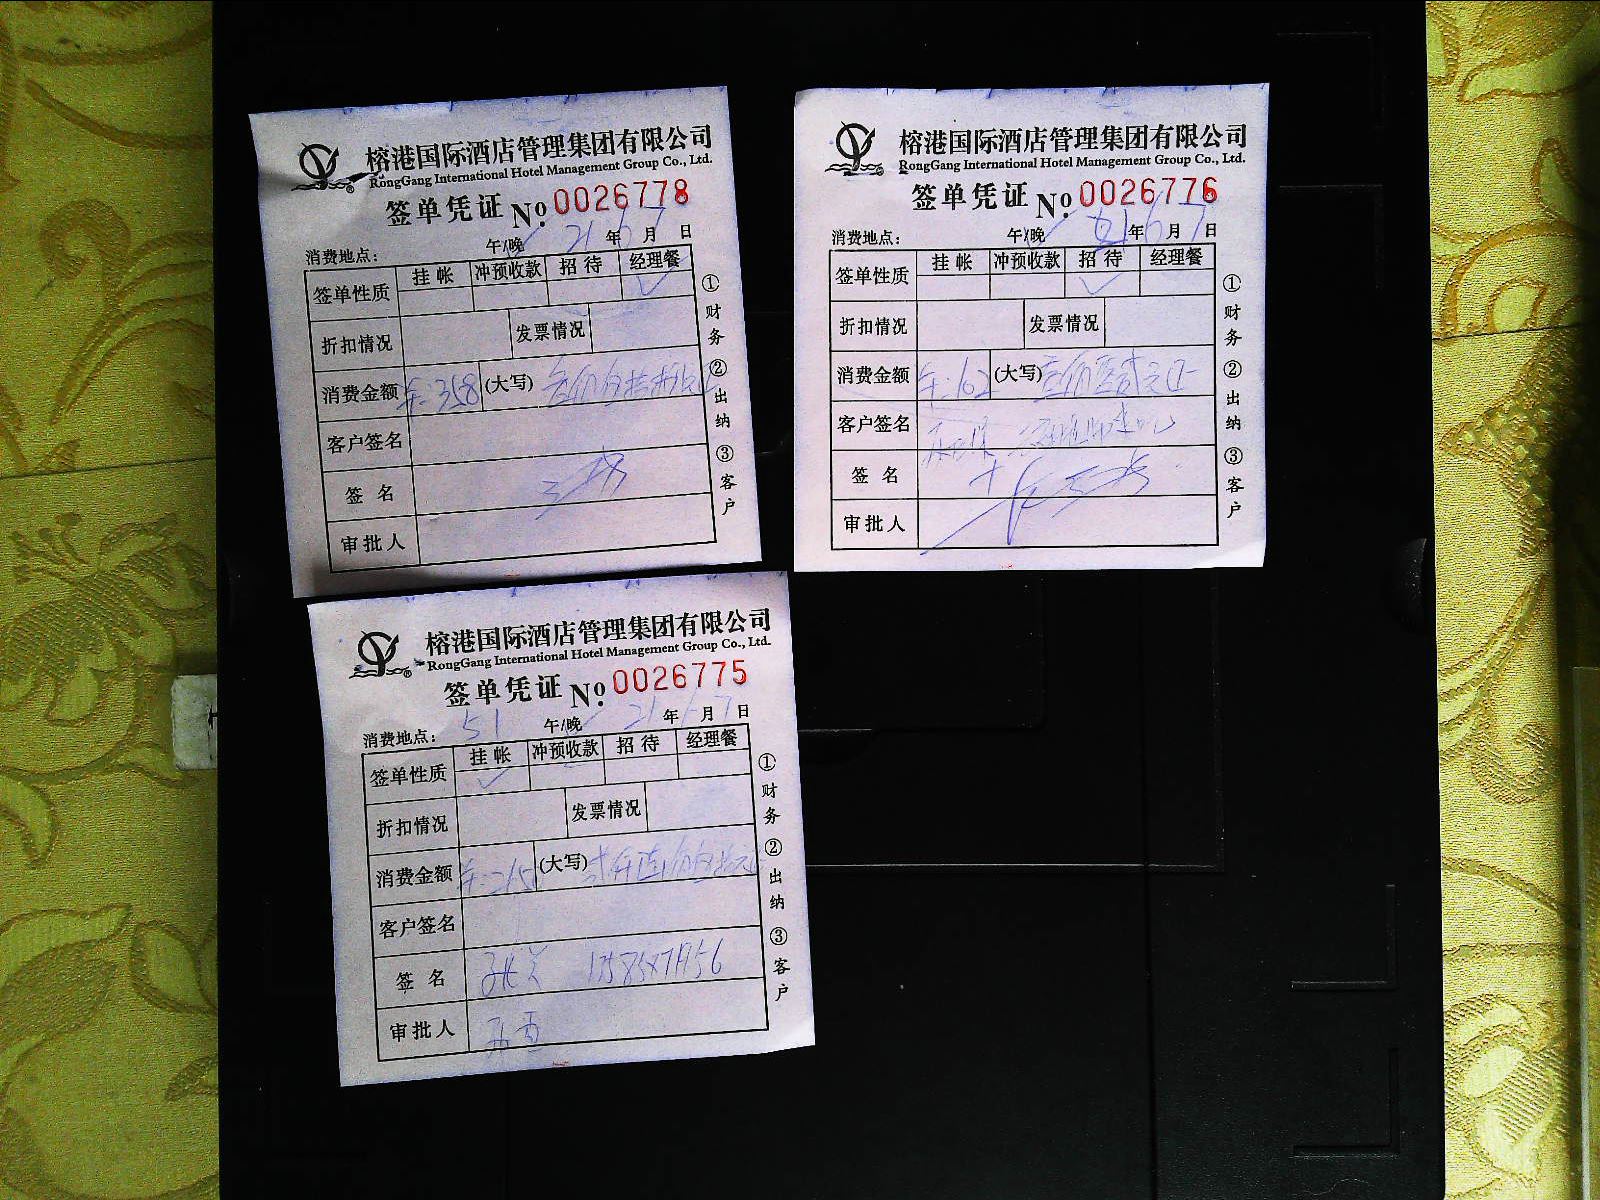 榕港国际酒店管理集团有限公司
RongGang International Hotel Management Group Co., Ltd.
签单凭证 No. 0026778
消费地点： 午/晚 21 年 6 月 7 日
签单性质 挂帐 冲预收款 招待 经理餐 ✓
折扣情况 发票情况
消费金额 358 (大写)
客户签名
签名
审批人
①财务 ②出纳 ③客户
榕港国际酒店管理集团有限公司
RongGang International Hotel Management Group Co., Ltd.
签单凭证 No. 0026776
消费地点： 午/晚 21 年 6 月 7 日
签单性质 挂帐 冲预收款 招待 ✓ 经理餐
折扣情况 发票情况
消费金额 102 (大写)
客户签名
签名
审批人
①财务 ②出纳 ③客户
榕港国际酒店管理集团有限公司
RongGang International Hotel Management Group Co., Ltd.
签单凭证 No. 0026775
消费地点： 51 午/晚 21 年 月 7 日
签单性质 挂帐 ✓ 冲预收款 招待 经理餐
折扣情况 发票情况
消费金额 (大写)
客户签名
签名
审批人
①财务 ②出纳 ③客户